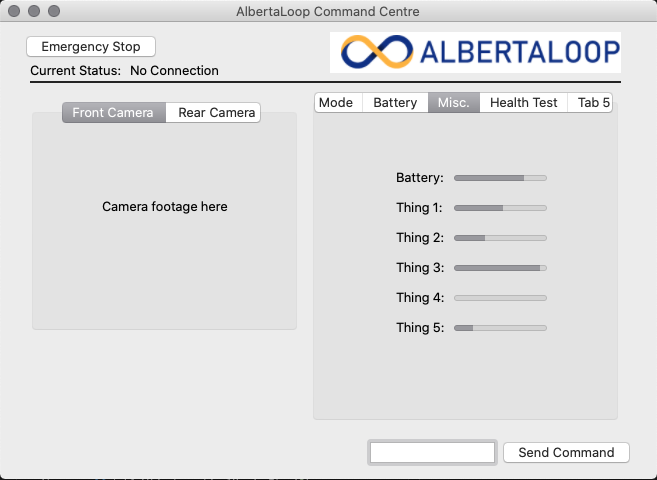 AlbertaLoop Command Centre
Emergency Stop
ALBERTALOOP
Current Status: No Connection
Front Camera Rear Camera
Mode Battery Misc. Health Test Tab 5
Camera footage here
Battery:
Thing 1:
Thing 2:
Thing 3:
Thing 4:
Thing 5:
Send Command